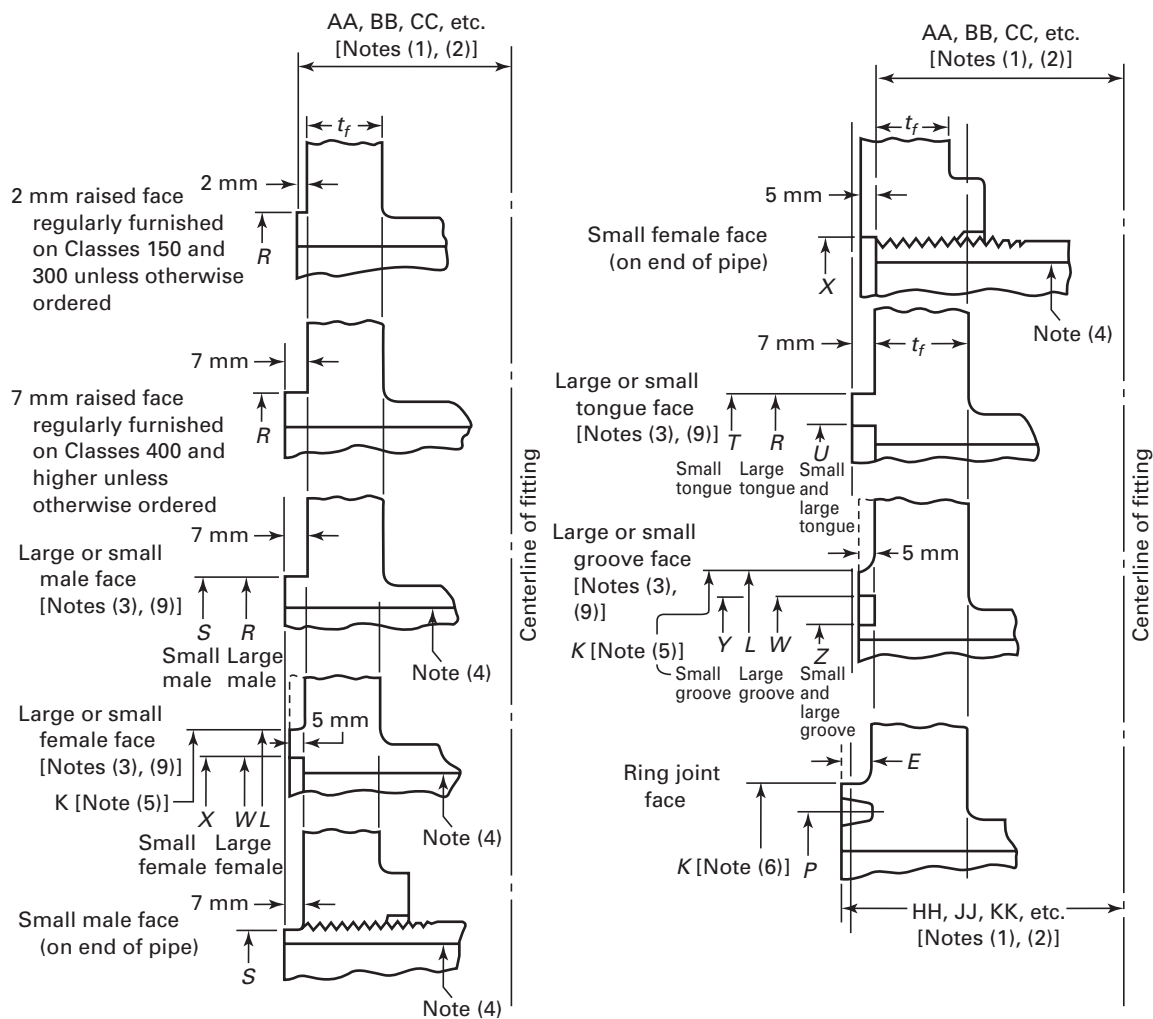 AA, BB, CC, etc.
[Notes (1), (2)]
t_f
2 mm
2 mm raised face
regularly furnished
on Classes 150 and
300 unless otherwise
ordered
R
7 mm
7 mm raised face
regularly furnished
on Classes 400 and
higher unless
otherwise ordered
R
7 mm
Large or small
male face
[Notes (3), (9)]
S
R
Small
male
Large
male
Note (4)
Large or small
female face
[Notes (3), (9)]
5 mm
K [Note (5)]
X
W
L
Small
female
Large
female
Note (4)
7 mm
Small male face
(on end of pipe)
S
Note (4)
Centerline of fitting
AA, BB, CC, etc.
[Notes (1), (2)]
t_f
5 mm
Small female face
(on end of pipe)
X
Note (4)
7 mm
t_f
Large or small
tongue face
[Notes (3), (9)]
T
R
U
Small
tongue
Large
tongue
Small
and
large
tongue
Large or small
groove face
[Notes (3),
(9)]
5 mm
K [Note (5)]
Y
L
W
Z
Small
groove
Large
groove
Small
and
large
groove
Ring joint
face
E
K [Note (6)]
P
HH, JJ, KK, etc.
[Notes (1), (2)]
Centerline of fitting